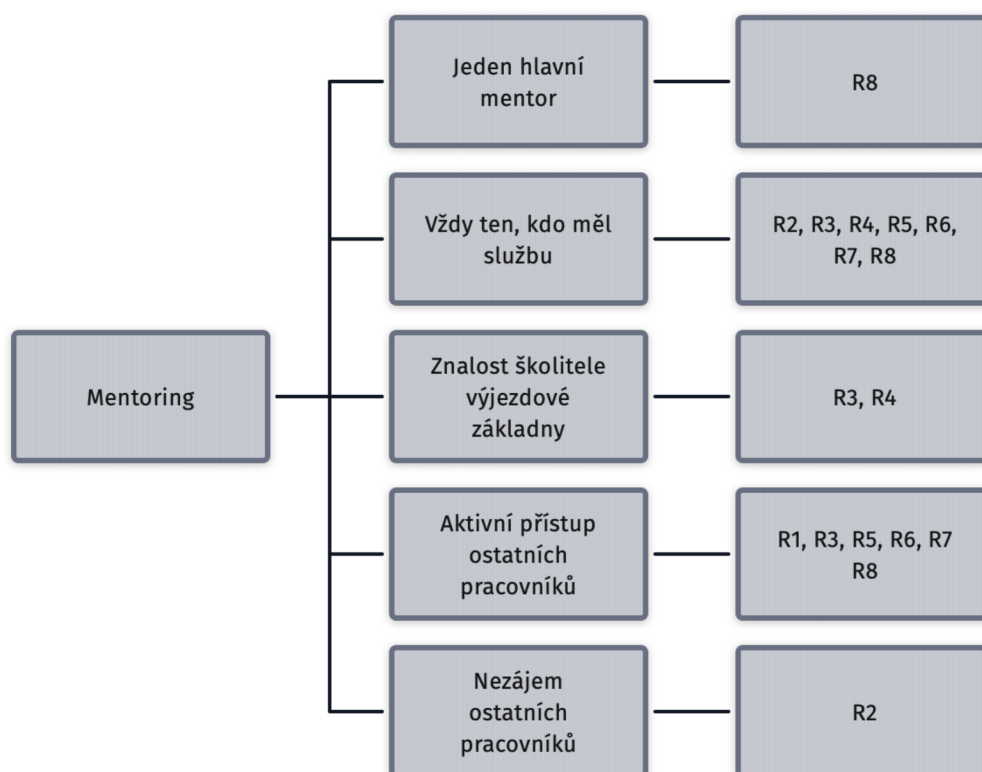 Jeden hlavní
mentor
R8
Vždy ten, kdo měl
službu
R2, R3, R4, R5, R6,
R7, R8
Mentoring
Znalost školitele
výjezdové
základny
R3, R4
Aktivní přístup
ostatních
pracovníků
R1, R3, R5, R6, R7
R8
Nezájem
ostatních
pracovníků
R2